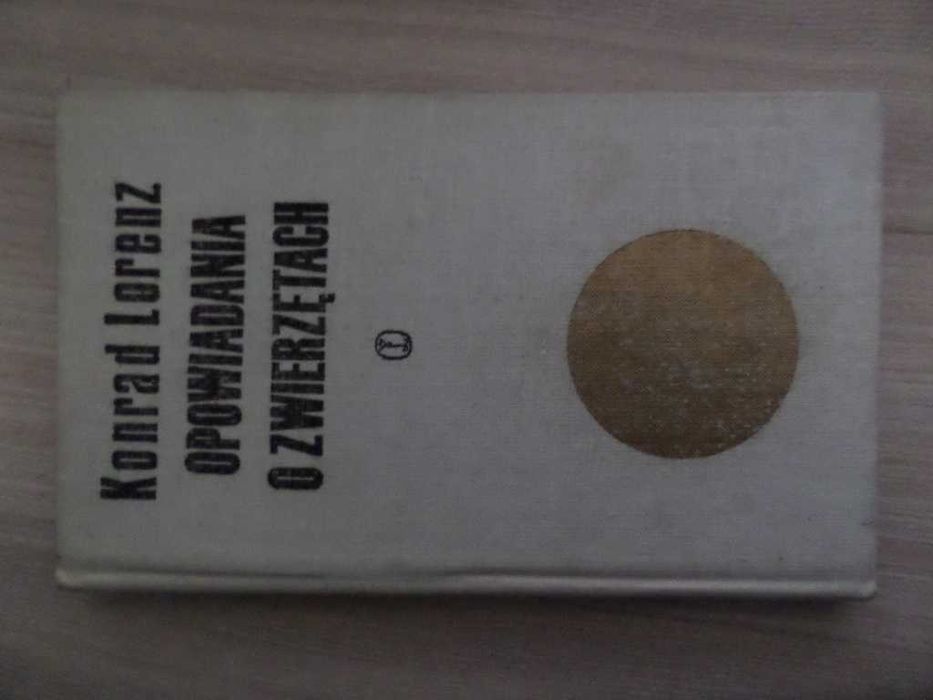 Konrad Lorenz
OPOWIADANIA
O ZWIERZĘTACH